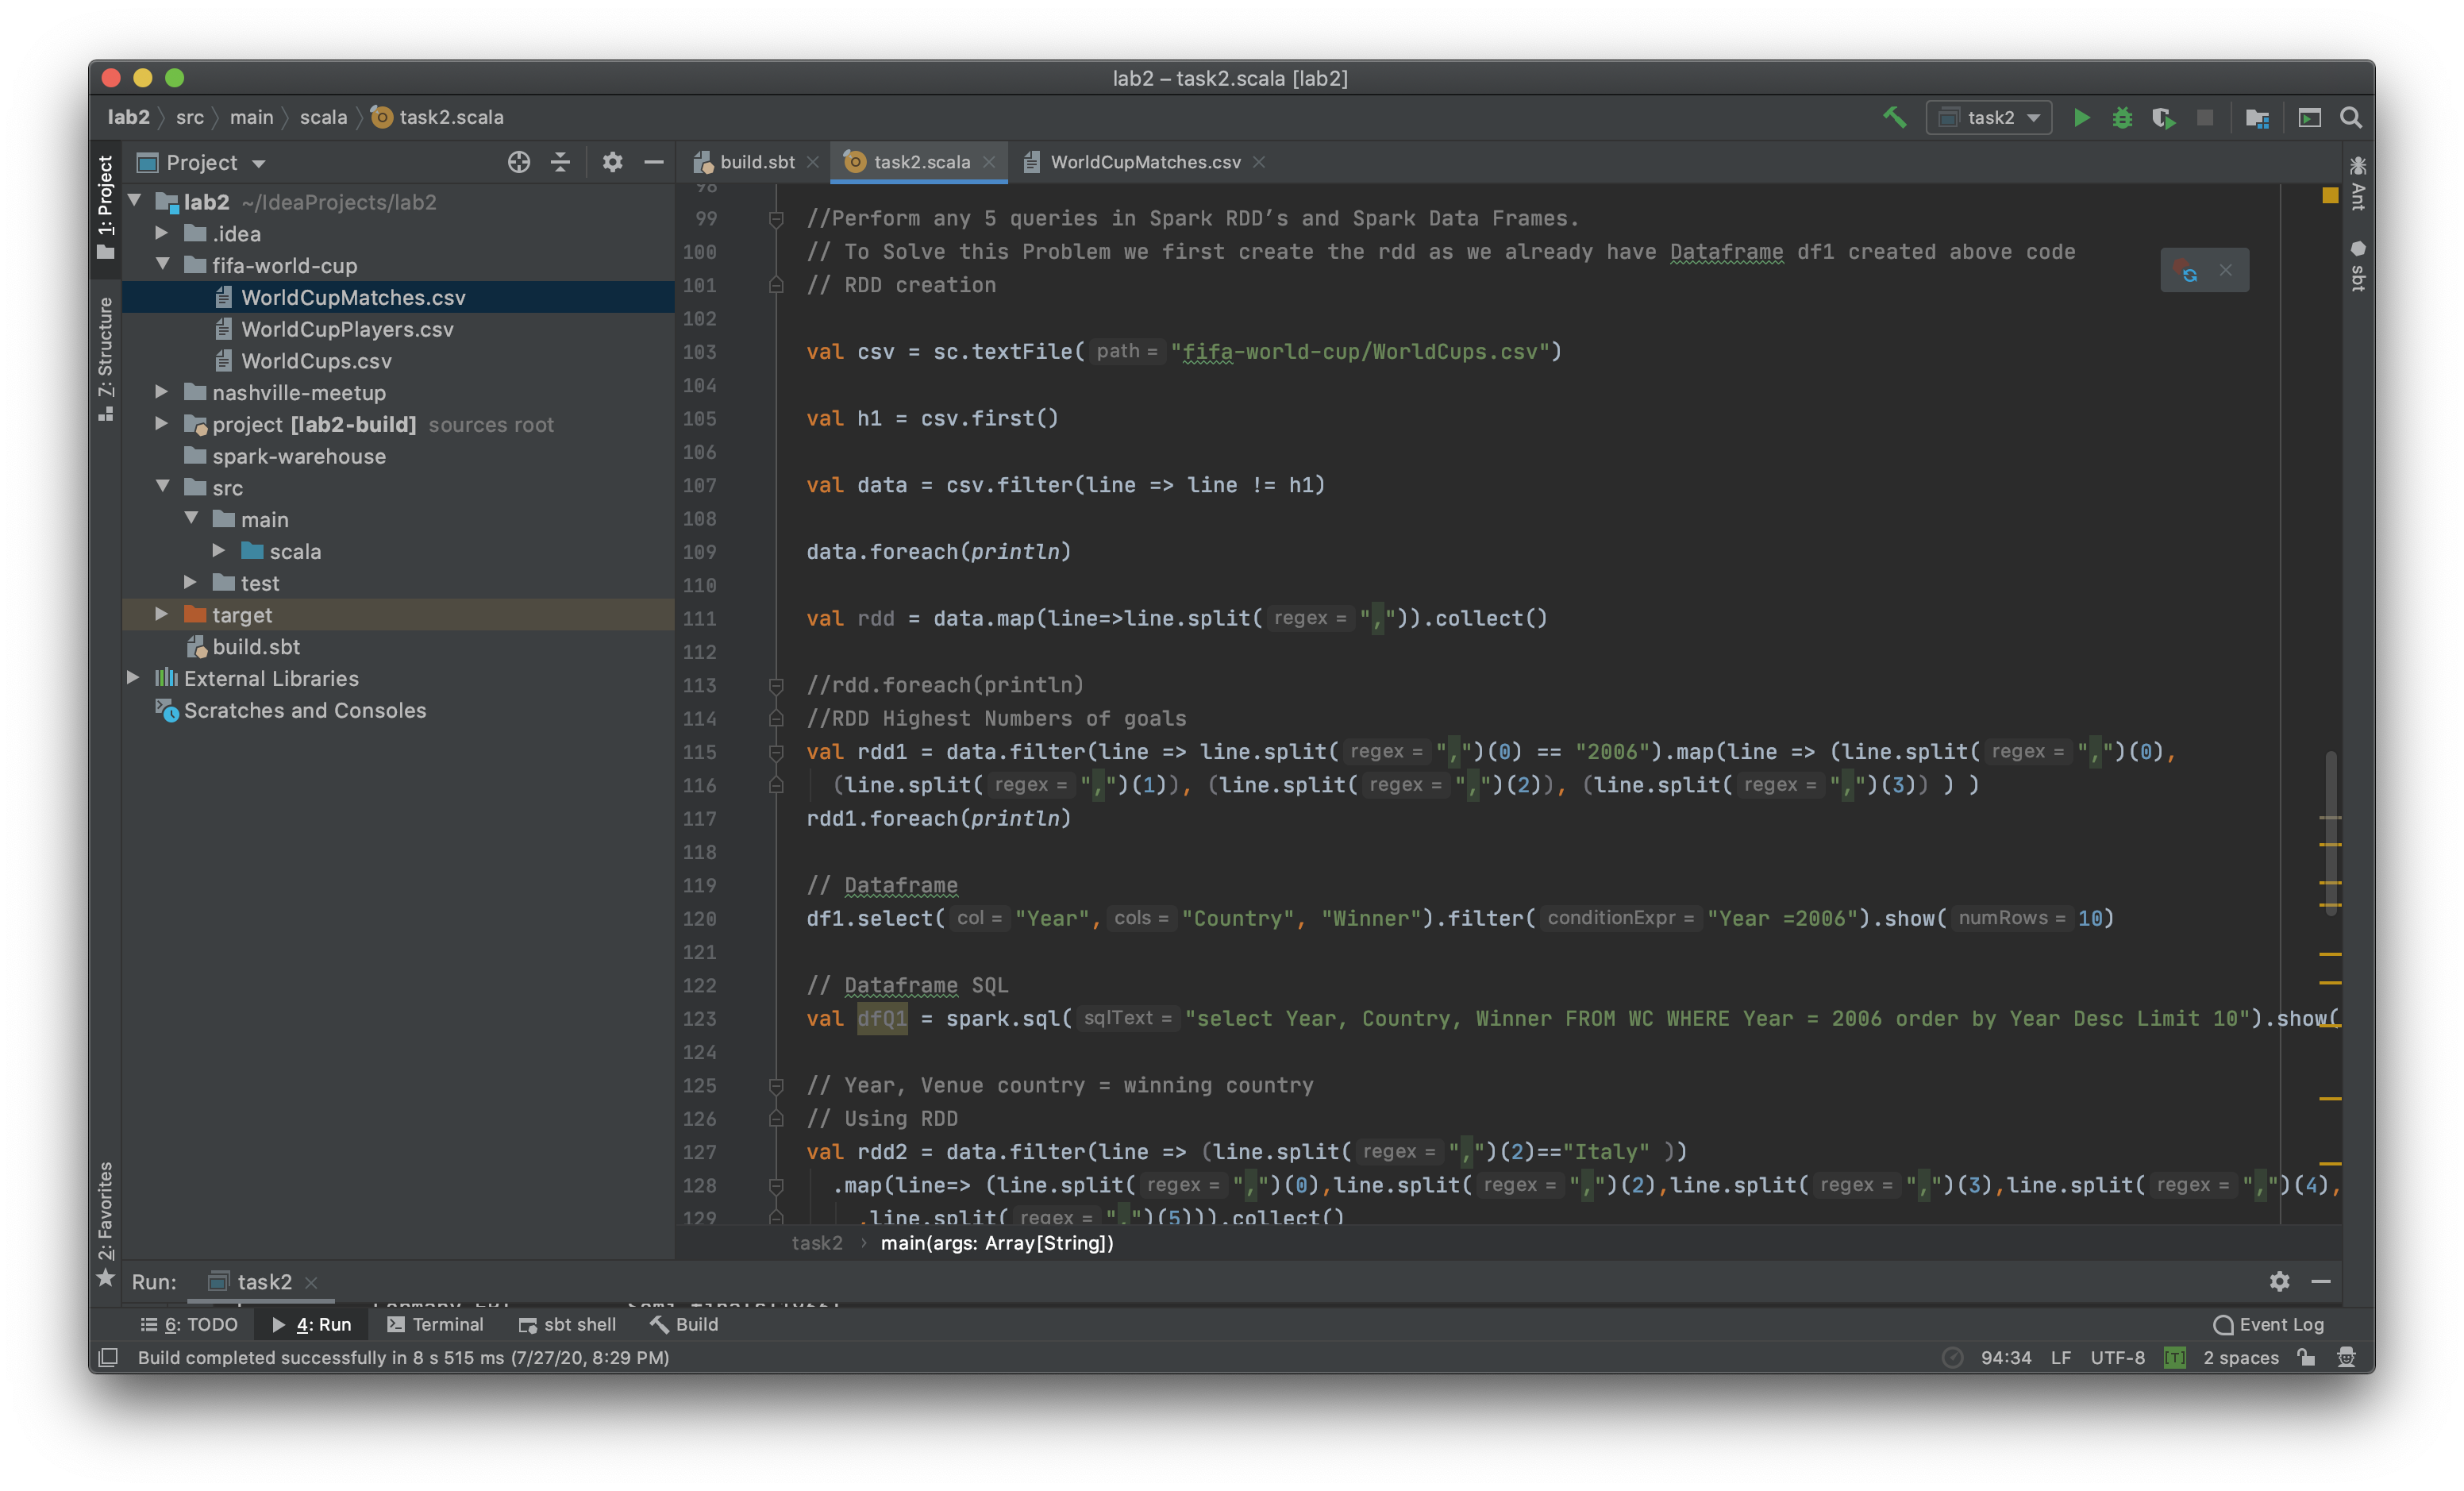 lab2 – task2.scala [lab2]
lab2 src main scala task2.scala
task2
Project
build.sbt task2.scala WorldCupMatches.csv
1: Project
7: Structure
2: Favorites
Ant
sbt
lab2 ~/IdeaProjects/lab2
.idea
fifa-world-cup
WorldCupMatches.csv
WorldCupPlayers.csv
WorldCups.csv
nashville-meetup
project [lab2-build] sources root
spark-warehouse
src
main
scala
test
target
build.sbt
External Libraries
Scratches and Consoles
98
99 //Perform any 5 queries in Spark RDD’s and Spark Data Frames.
100 // To Solve this Problem we first create the rdd as we already have Dataframe df1 created above code
101 // RDD creation
102
103 val csv = sc.textFile( path = "fifa-world-cup/WorldCups.csv")
104
105 val h1 = csv.first()
106
107 val data = csv.filter(line => line != h1)
108
109 data.foreach(println)
110
111 val rdd = data.map(line=>line.split( regex = ",")).collect()
112
113 //rdd.foreach(println)
114 //RDD Highest Numbers of goals
115 val rdd1 = data.filter(line => line.split( regex = ",")(0) == "2006").map(line => (line.split( regex = ",")(0),
116 (line.split( regex = ",")(1)), (line.split( regex = ",")(2)), (line.split( regex = ",")(3)) ) )
117 rdd1.foreach(println)
118
119 // Dataframe
120 df1.select( col = "Year", cols = "Country", "Winner").filter( conditionExpr = "Year =2006").show( numRows = 10)
121
122 // Dataframe SQL
123 val dfQ1 = spark.sql( sqlText = "select Year, Country, Winner FROM WC WHERE Year = 2006 order by Year Desc Limit 10").show(
124
125 // Year, Venue country = winning country
126 // Using RDD
127 val rdd2 = data.filter(line => (line.split( regex = ",")(2)=="Italy" ))
128 .map(line=> (line.split( regex = ",")(0),line.split( regex = ",")(2),line.split( regex = ",")(3),line.split( regex = ",")(4),
129 ,line.split( regex = ",")(5))).collect()
task2 › main(args: Array[String])
Run: task2
6: TODO 4: Run Terminal sbt shell Build Event Log
Build completed successfully in 8 s 515 ms (7/27/20, 8:29 PM) 94:34 LF UTF-8 [T] 2 spaces